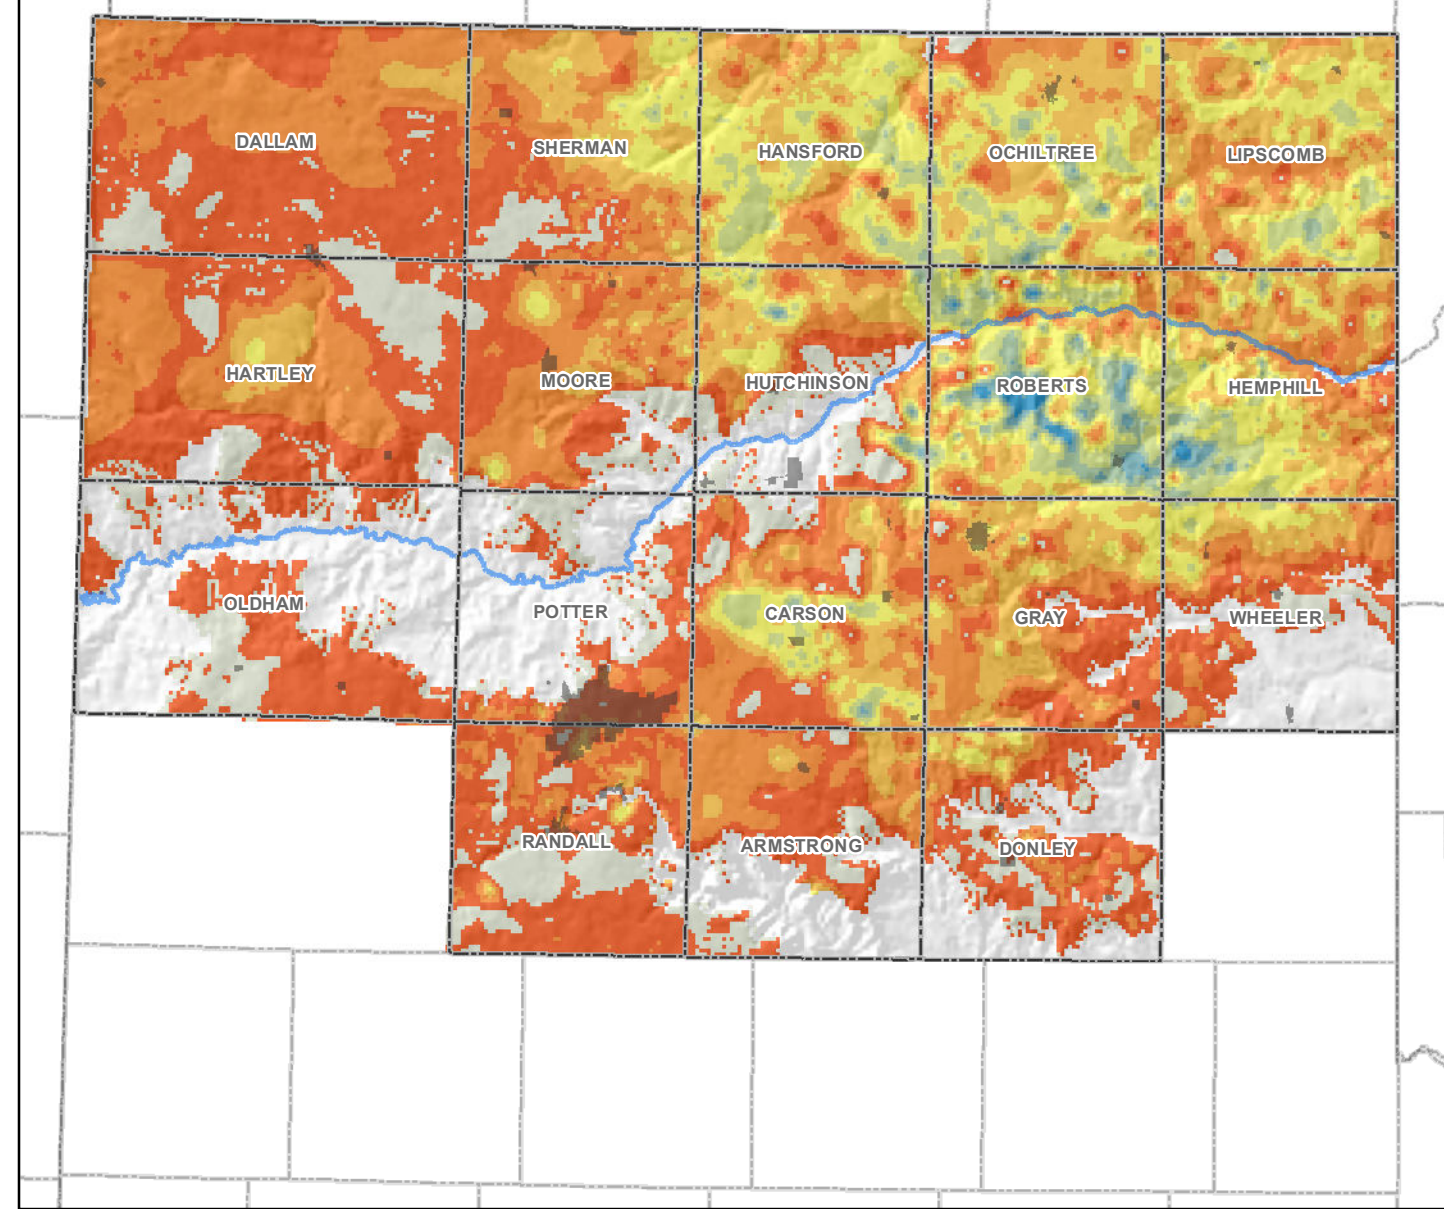 DALLAM
SHERMAN
HANSFORD
OCHILTREE
LIPSCOMB
HARTLEY
MOORE
HUTCHINSON
ROBERTS
HEMPHILL
OLDHAM
POTTER
CARSON
GRAY
WHEELER
RANDALL
ARMSTRONG
DONLEY